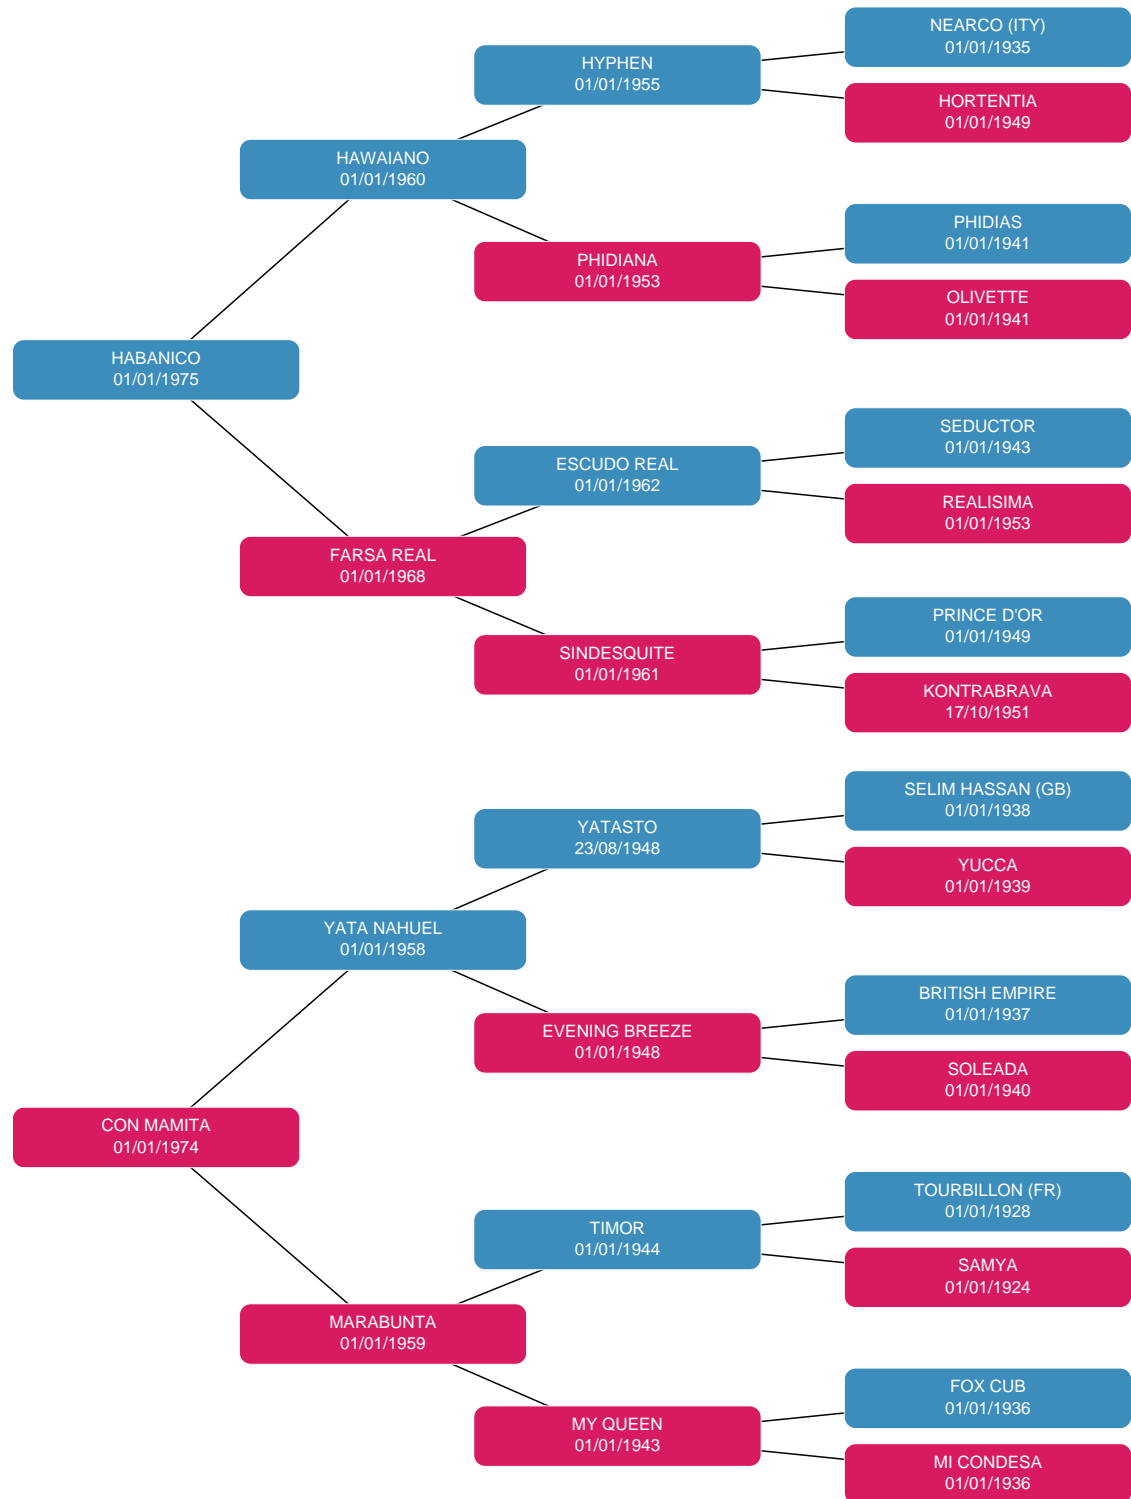 NEARCO (ITY)
01/01/1935
HYPHEN
01/01/1955
HORTENTIA
01/01/1949
HAWAIANO
01/01/1960
PHIDIAS
01/01/1941
PHIDIANA
01/01/1953
OLIVETTE
01/01/1941
HABANICO
01/01/1975
SEDUCTOR
01/01/1943
ESCUDO REAL
01/01/1962
REALISIMA
01/01/1953
FARSA REAL
01/01/1968
PRINCE D'OR
01/01/1949
SINDESQUITE
01/01/1961
KONTRABRAVA
17/10/1951
SELIM HASSAN (GB)
01/01/1938
YATASTO
23/08/1948
YUCCA
01/01/1939
YATA NAHUEL
01/01/1958
BRITISH EMPIRE
01/01/1937
EVENING BREEZE
01/01/1948
SOLEADA
01/01/1940
CON MAMITA
01/01/1974
TOURBILLON (FR)
01/01/1928
TIMOR
01/01/1944
SAMYA
01/01/1924
MARABUNTA
01/01/1959
FOX CUB
01/01/1936
MY QUEEN
01/01/1943
MI CONDESA
01/01/1936